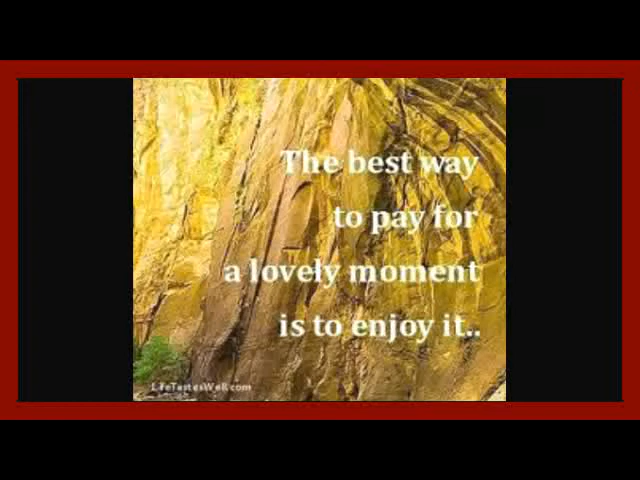 The best way
to pay for
a lovely moment
is to enjoy it..
LifeTastesWell.com